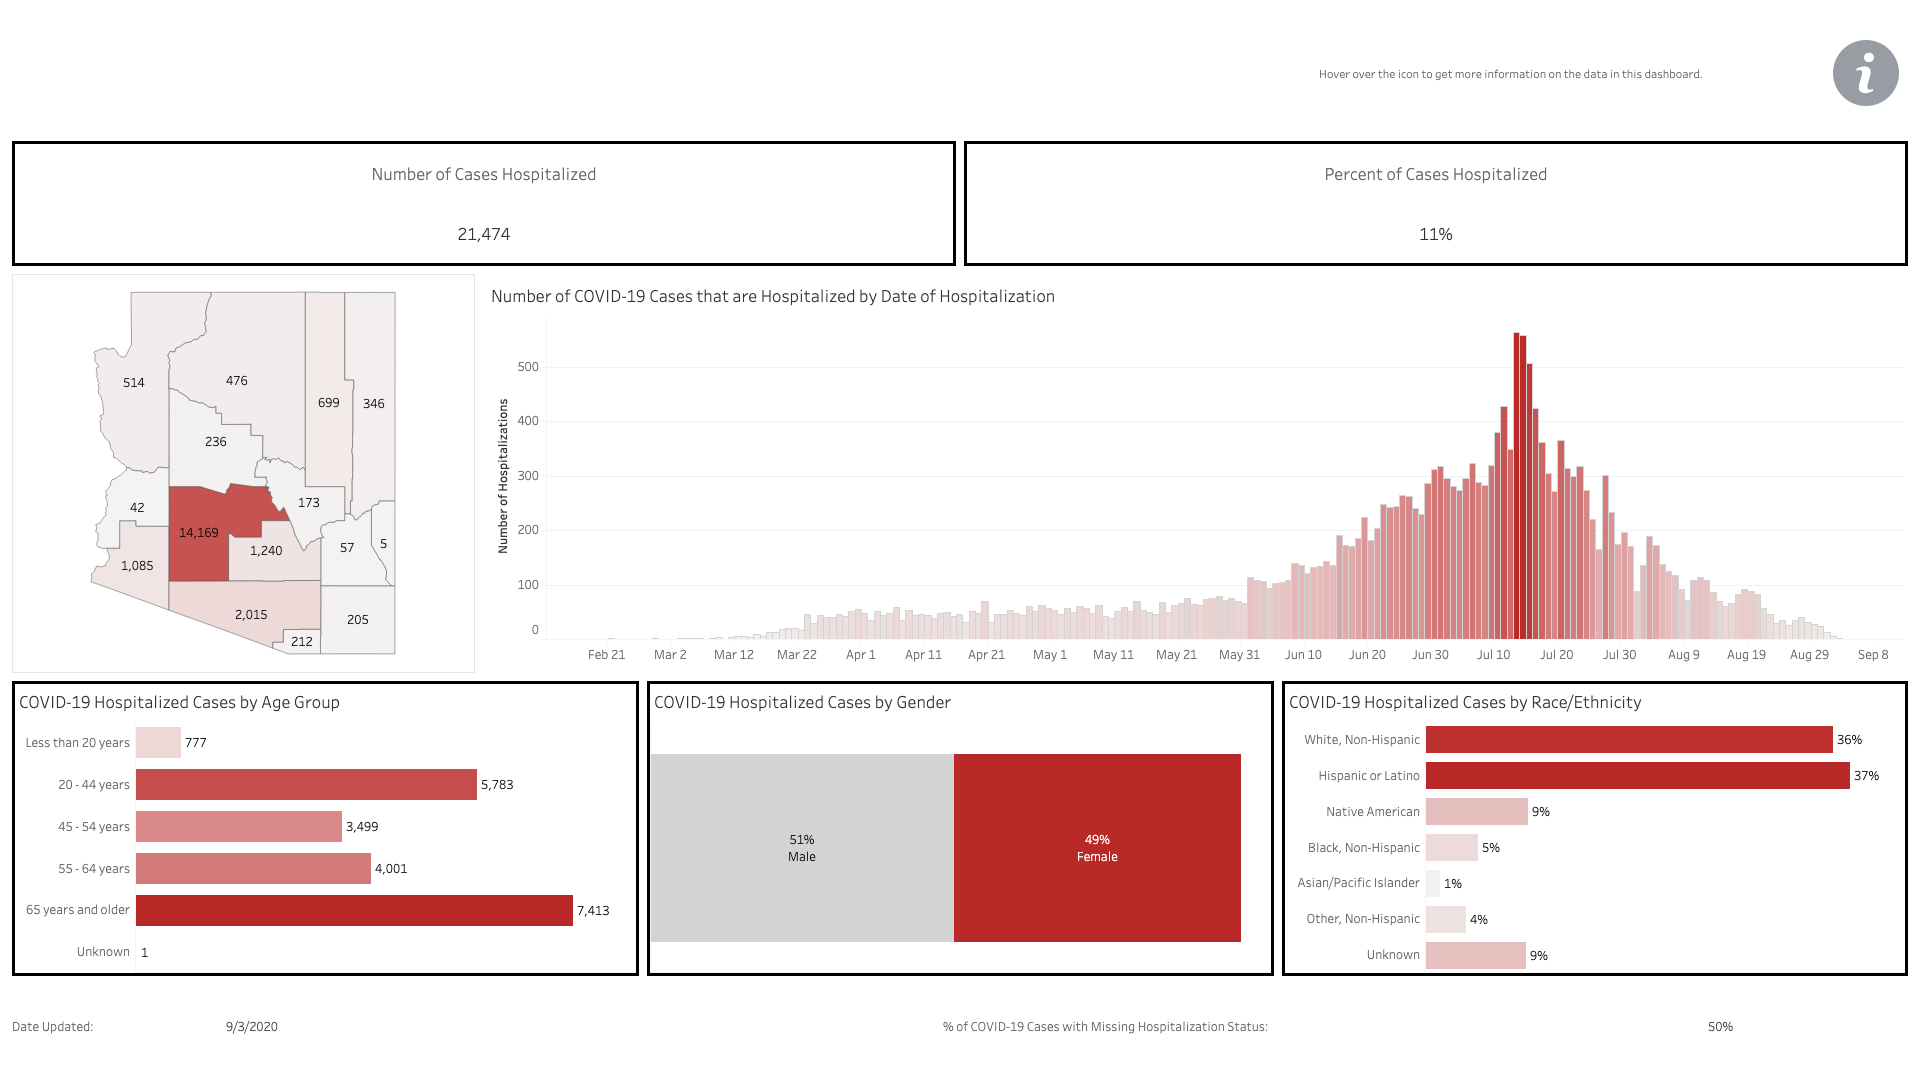 Hover over the icon to get more information on the data in this dashboard.
i
Number of Cases Hospitalized
21,474
Percent of Cases Hospitalized
11%
514
476
699
346
236
42
173
14,169
1,240
57
5
1,085
2,015
205
212
Number of COVID-19 Cases that are Hospitalized by Date of Hospitalization
Number of Hospitalizations
500
400
300
200
100
0
Feb 21 Mar 2 Mar 12 Mar 22 Apr 1 Apr 11 Apr 21 May 1 May 11 May 21 May 31 Jun 10 Jun 20 Jun 30 Jul 10 Jul 20 Jul 30 Aug 9 Aug 19 Aug 29 Sep 8
COVID-19 Hospitalized Cases by Age Group
Less than 20 years 777
20 - 44 years 5,783
45 - 54 years 3,499
55 - 64 years 4,001
65 years and older 7,413
Unknown 1
COVID-19 Hospitalized Cases by Gender
51%
Male
49%
Female
COVID-19 Hospitalized Cases by Race/Ethnicity
White, Non-Hispanic 36%
Hispanic or Latino 37%
Native American 9%
Black, Non-Hispanic 5%
Asian/Pacific Islander 1%
Other, Non-Hispanic 4%
Unknown 9%
Date Updated: 9/3/2020
% of COVID-19 Cases with Missing Hospitalization Status: 50%